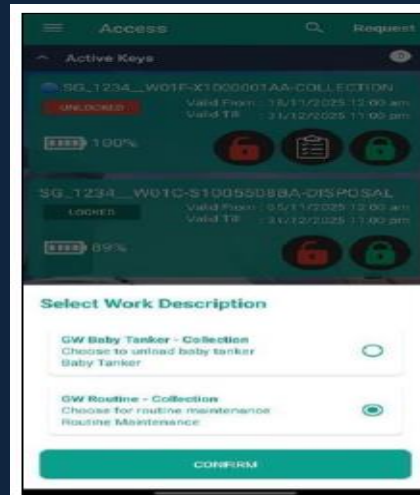 Access
Request
Active Keys
SG_1234__W01F-X1000001AA-COLLECTION
UNLOCKED
Valid From : 15/11/2025 12:00 am
Valid Till : 31/12/2025 11:00 pm
100%
SG_1234__W01C-S1005508BA-DISPOSAL
LOCKED
Valid From : 05/11/2025 12:00 am
Valid Till : 31/12/2025 11:00 pm
89%
Select Work Description
GW Baby Tanker - Collection
Choose to unload baby tanker
Baby Tanker
GW Routine - Collection
Choose for routine maintenance
Routine Maintenance
CONFIRM